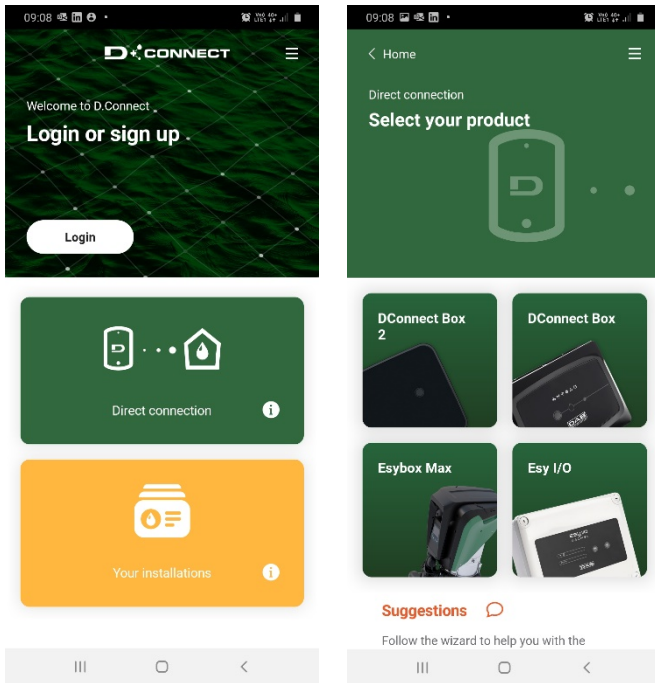 09:08
D+CONNECT
Welcome to D.Connect
Login or sign up
Login
Direct connection
Your installations
09:08
Home
Direct connection
Select your product
DConnect Box
2
DConnect Box
DAB
Esybox Max
Esy I/O
Suggestions
Follow the wizard to help you with the